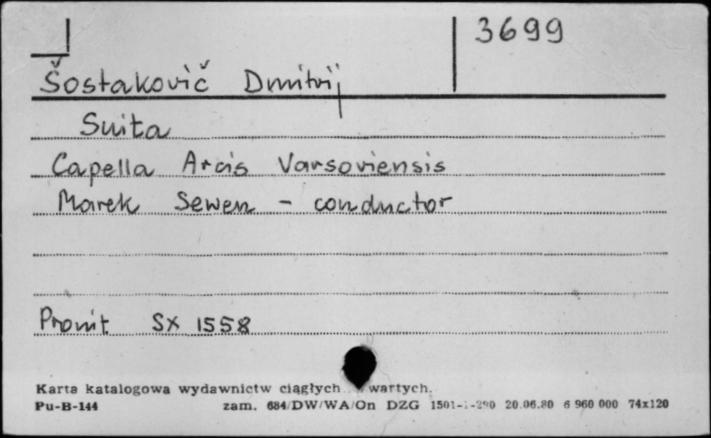 3699
Šostakovič Dmitrij
Suita
Capella Arcis Varsoviensis
Marek Sewen - conductor
Pronit SX 1558
Karta katalogowa wydawnictw ciągłych wartych.
Pu-B-144 zam. 684/DW/WA/On DZG 20.06.80 6 960 000 74x120